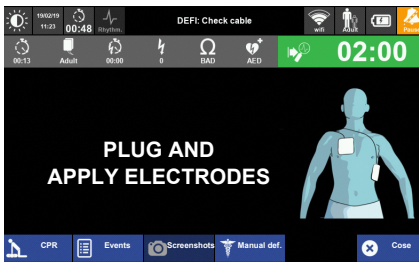 19/02/19
11:23
00:48
Rhythm.
DEFI: Check cable
wifi
Adult
Pause
00:13
Adult
00:00
0
BAD
AED
02:00
PLUG AND
APPLY ELECTRODES
CPR
Events
Screenshots
Manual def.
Cose